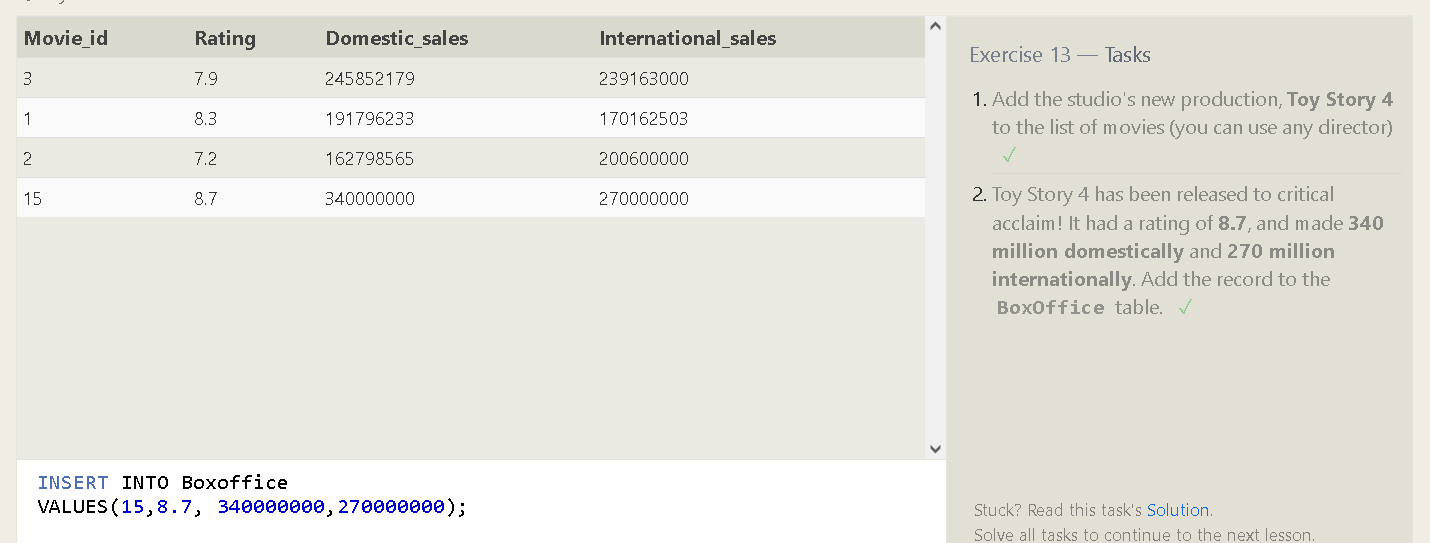 Movie_id Rating Domestic_sales International_sales
3 7.9 245852179 239163000
1 8.3 191796233 170162503
2 7.2 162798565 200600000
15 8.7 340000000 270000000
INSERT INTO Boxoffice
VALUES(15,8.7, 340000000,270000000);
Exercise 13 — Tasks
1. Add the studio's new production, Toy Story 4
to the list of movies (you can use any director)
✓
2. Toy Story 4 has been released to critical
acclaim! It had a rating of 8.7, and made 340
million domestically and 270 million
internationally. Add the record to the
BoxOffice table. ✓
Stuck? Read this task's Solution.
Solve all tasks to continue to the next lesson.